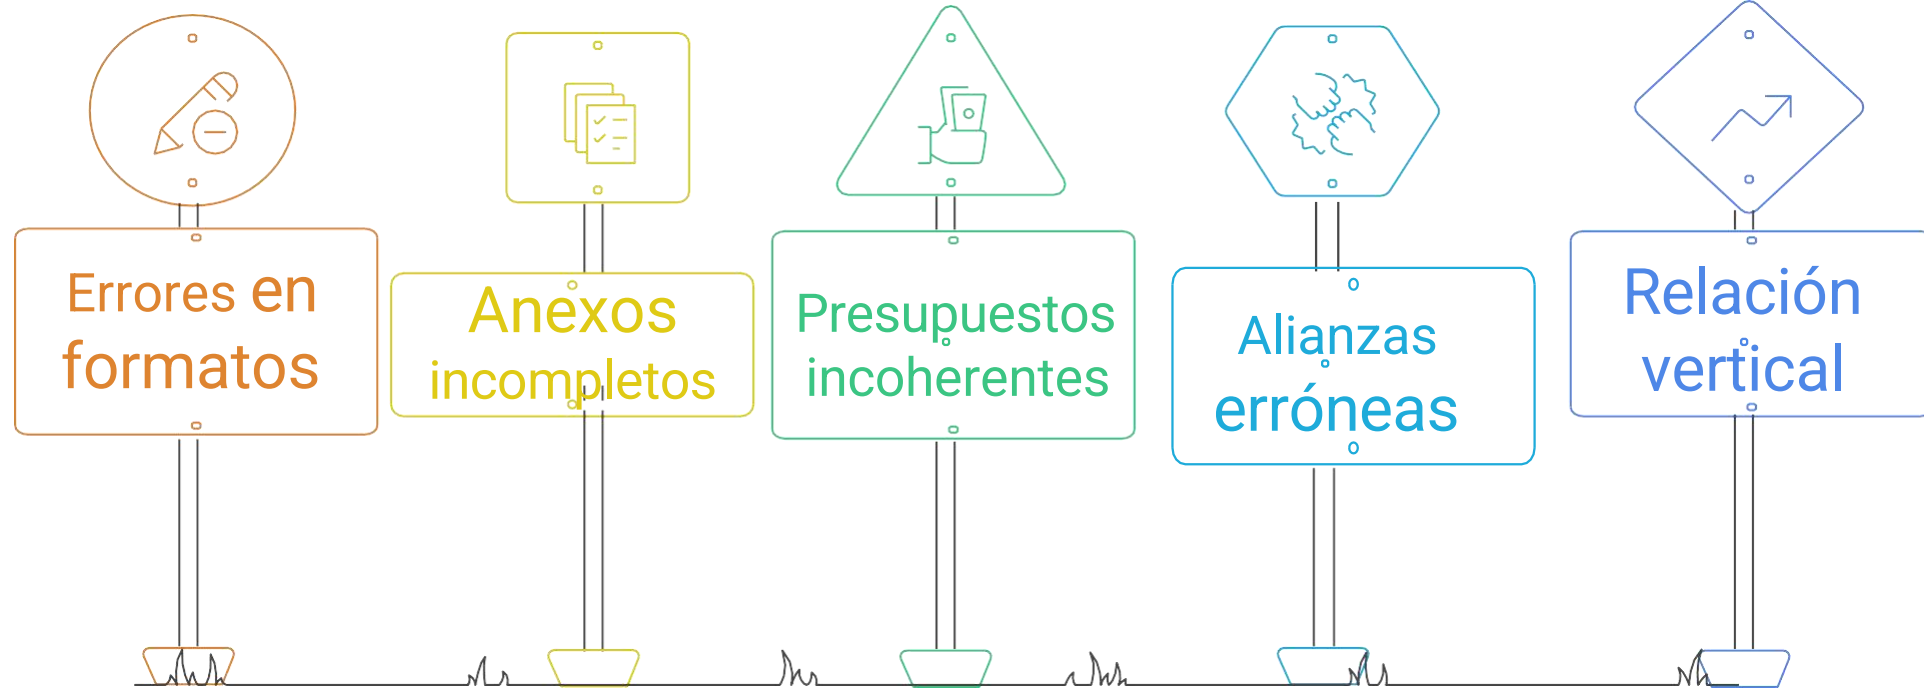 Errores en
formatos
Anexos
incompletos
Presupuestos
incoherentes
Alianzas
erróneas
Relación
vertical